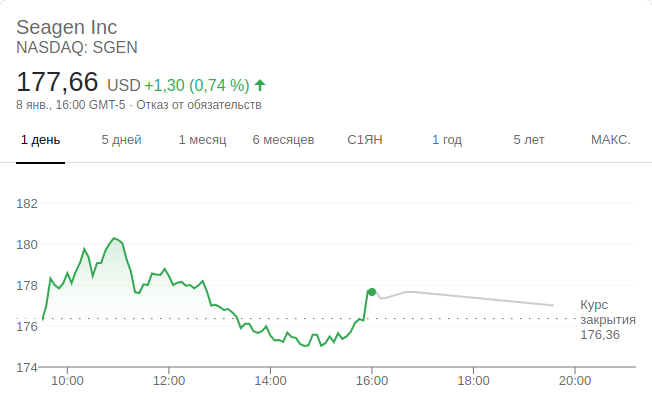 Seagen Inc
NASDAQ: SGEN
177,66 USD +1,30 (0,74 %)
8 янв., 16:00 GMT-5 · Отказ от обязательств
1 день 5 дней 1 месяц 6 месяцев С1ЯН 1 год 5 лет МАКС.
182
180
178
176
174
Курс
закрытия
176,36
10:00 12:00 14:00 16:00 18:00 20:00